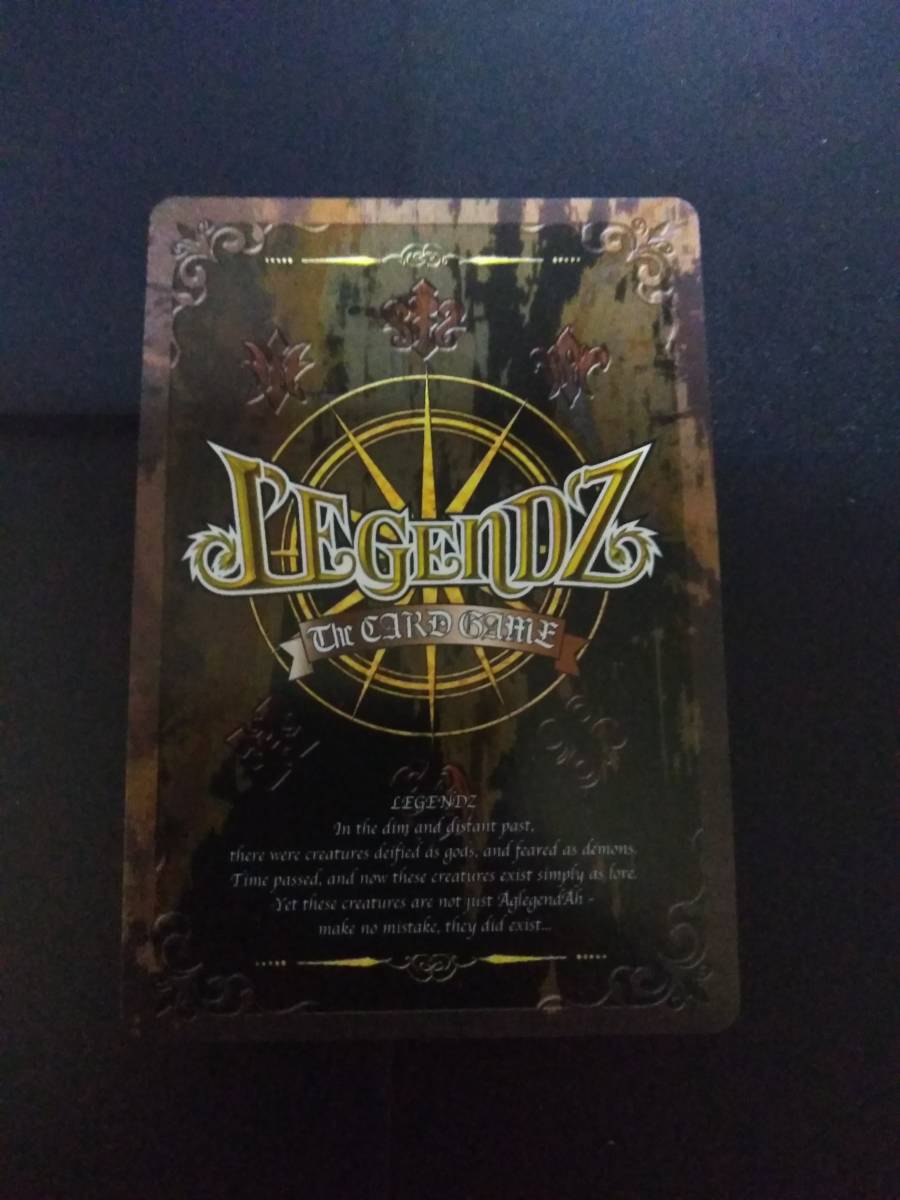 LEGENDZ
The CARD GAME
LEGENDZ
In the dim and distant past,
there were creatures deified as gods, and feared as demons.
Time passed, and now these creatures exist simply as lore.
Yet these creatures are not just AglegendAh -
make no mistake, they did exist...